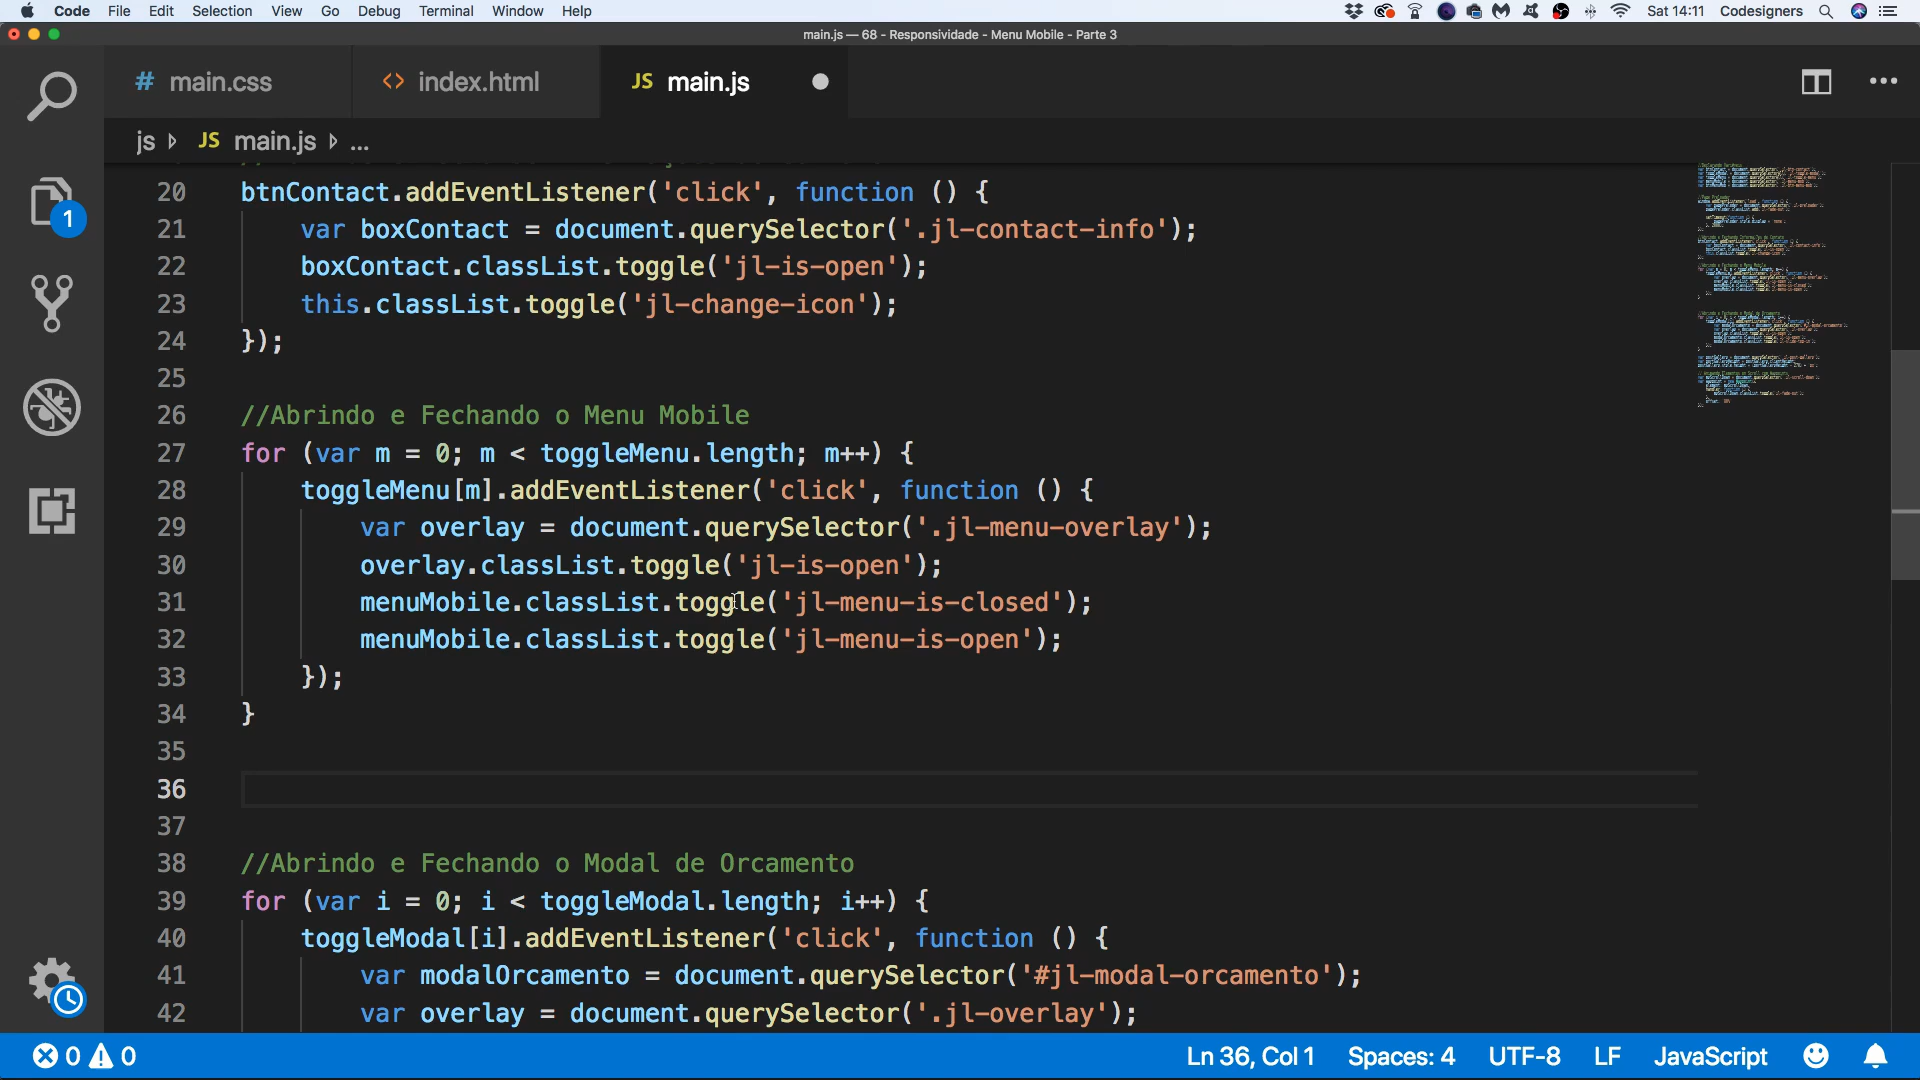 Code File Edit Selection View Go Debug Terminal Window Help Sat 14:11 Codesigners
main.js — 68 - Responsividade - Menu Mobile - Parte 3
# main.css <> index.html JS main.js
js JS main.js ...
20 btnContact.addEventListener('click', function () {
21 var boxContact = document.querySelector('.jl-contact-info');
22 boxContact.classList.toggle('jl-is-open');
23 this.classList.toggle('jl-change-icon');
24 });
25
26 //Abrindo e Fechando o Menu Mobile
27 for (var m = 0; m < toggleMenu.length; m++) {
28 toggleMenu[m].addEventListener('click', function () {
29 var overlay = document.querySelector('.jl-menu-overlay');
30 overlay.classList.toggle('jl-is-open');
31 menuMobile.classList.toggle('jl-menu-is-closed');
32 menuMobile.classList.toggle('jl-menu-is-open');
33 });
34 }
35
36
37
38 //Abrindo e Fechando o Modal de Orcamento
39 for (var i = 0; i < toggleModal.length; i++) {
40 toggleModal[i].addEventListener('click', function () {
41 var modalOrcamento = document.querySelector('#jl-modal-orcamento');
42 var overlay = document.querySelector('.jl-overlay');
1
0 0 Ln 36, Col 1 Spaces: 4 UTF-8 LF JavaScript